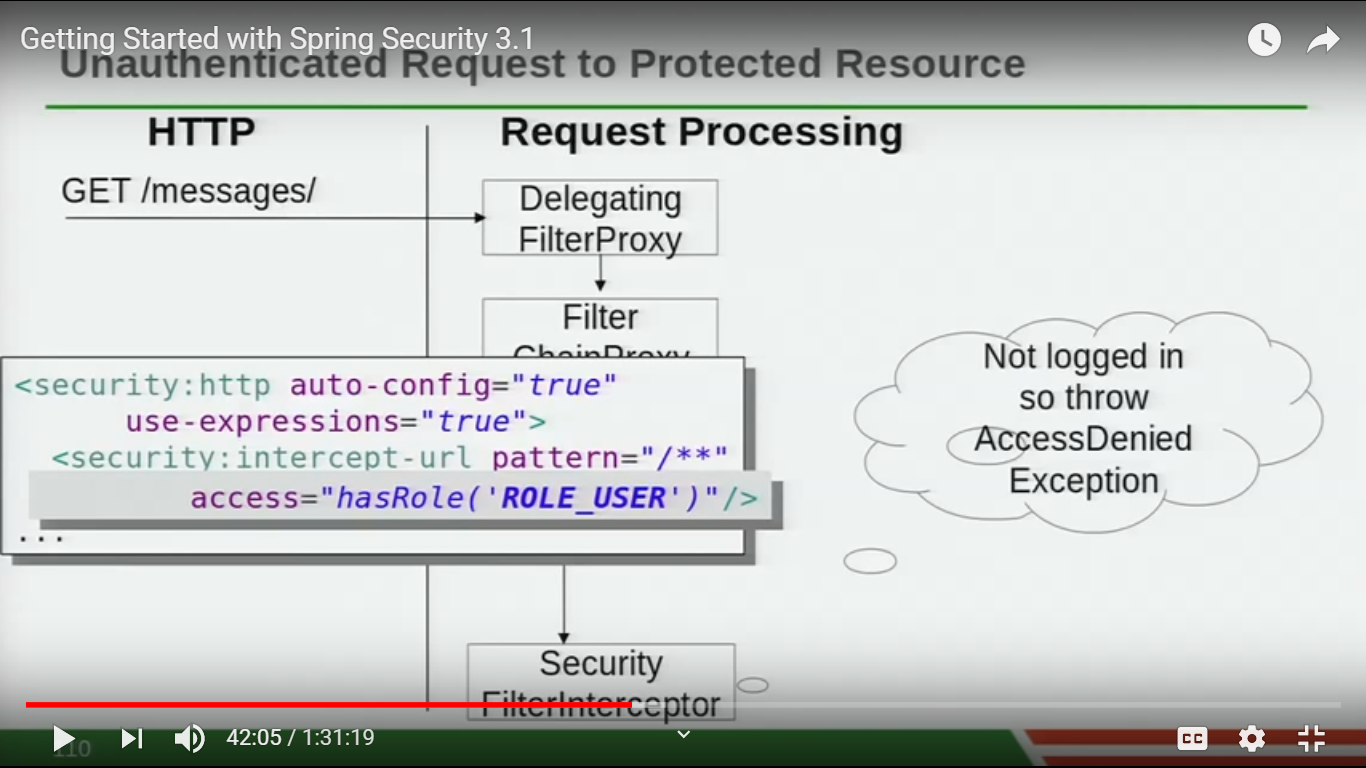 Getting Started with Spring Security 3.1
Unauthenticated Request to Protected Resource
HTTP
Request Processing
GET /messages/
Delegating
FilterProxy
Filter
ChainProxy
<security:http auto-config="true"
use-expressions="true">
<security:intercept-url pattern="/**"
access="hasRole('ROLE_USER')"/>
...
Not logged in
so throw
AccessDenied
Exception
Security
FilterInterceptor
42:05 / 1:31:19
CC
110